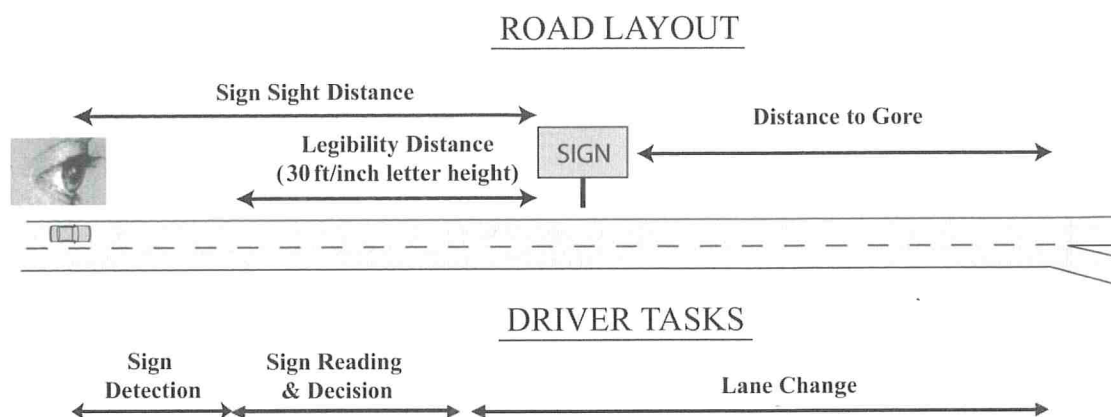 ROAD LAYOUT
Sign Sight Distance
Legibility Distance
(30 ft/inch letter height)
SIGN
Distance to Gore
DRIVER TASKS
Sign
Detection
Sign Reading
& Decision
Lane Change